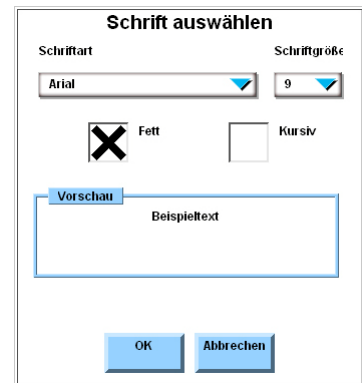 Schrift auswählen
Schriftart Schriftgröße
Arial 9
Fett Kursiv
Vorschau
Beispieltext
OK Abbrechen